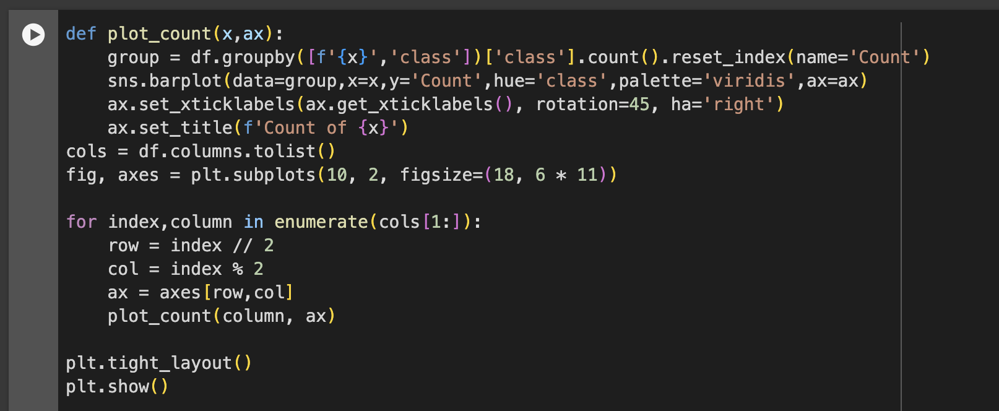 def plot_count(x,ax):
    group = df.groupby([f'{x}','class'])['class'].count().reset_index(name='Count')
    sns.barplot(data=group,x=x,y='Count',hue='class',palette='viridis',ax=ax)
    ax.set_xticklabels(ax.get_xticklabels(), rotation=45, ha='right')
    ax.set_title(f'Count of {x}')
cols = df.columns.tolist()
fig, axes = plt.subplots(10, 2, figsize=(18, 6 * 11))

for index,column in enumerate(cols[1:]):
    row = index // 2
    col = index % 2
    ax = axes[row,col]
    plot_count(column, ax)

plt.tight_layout()
plt.show()